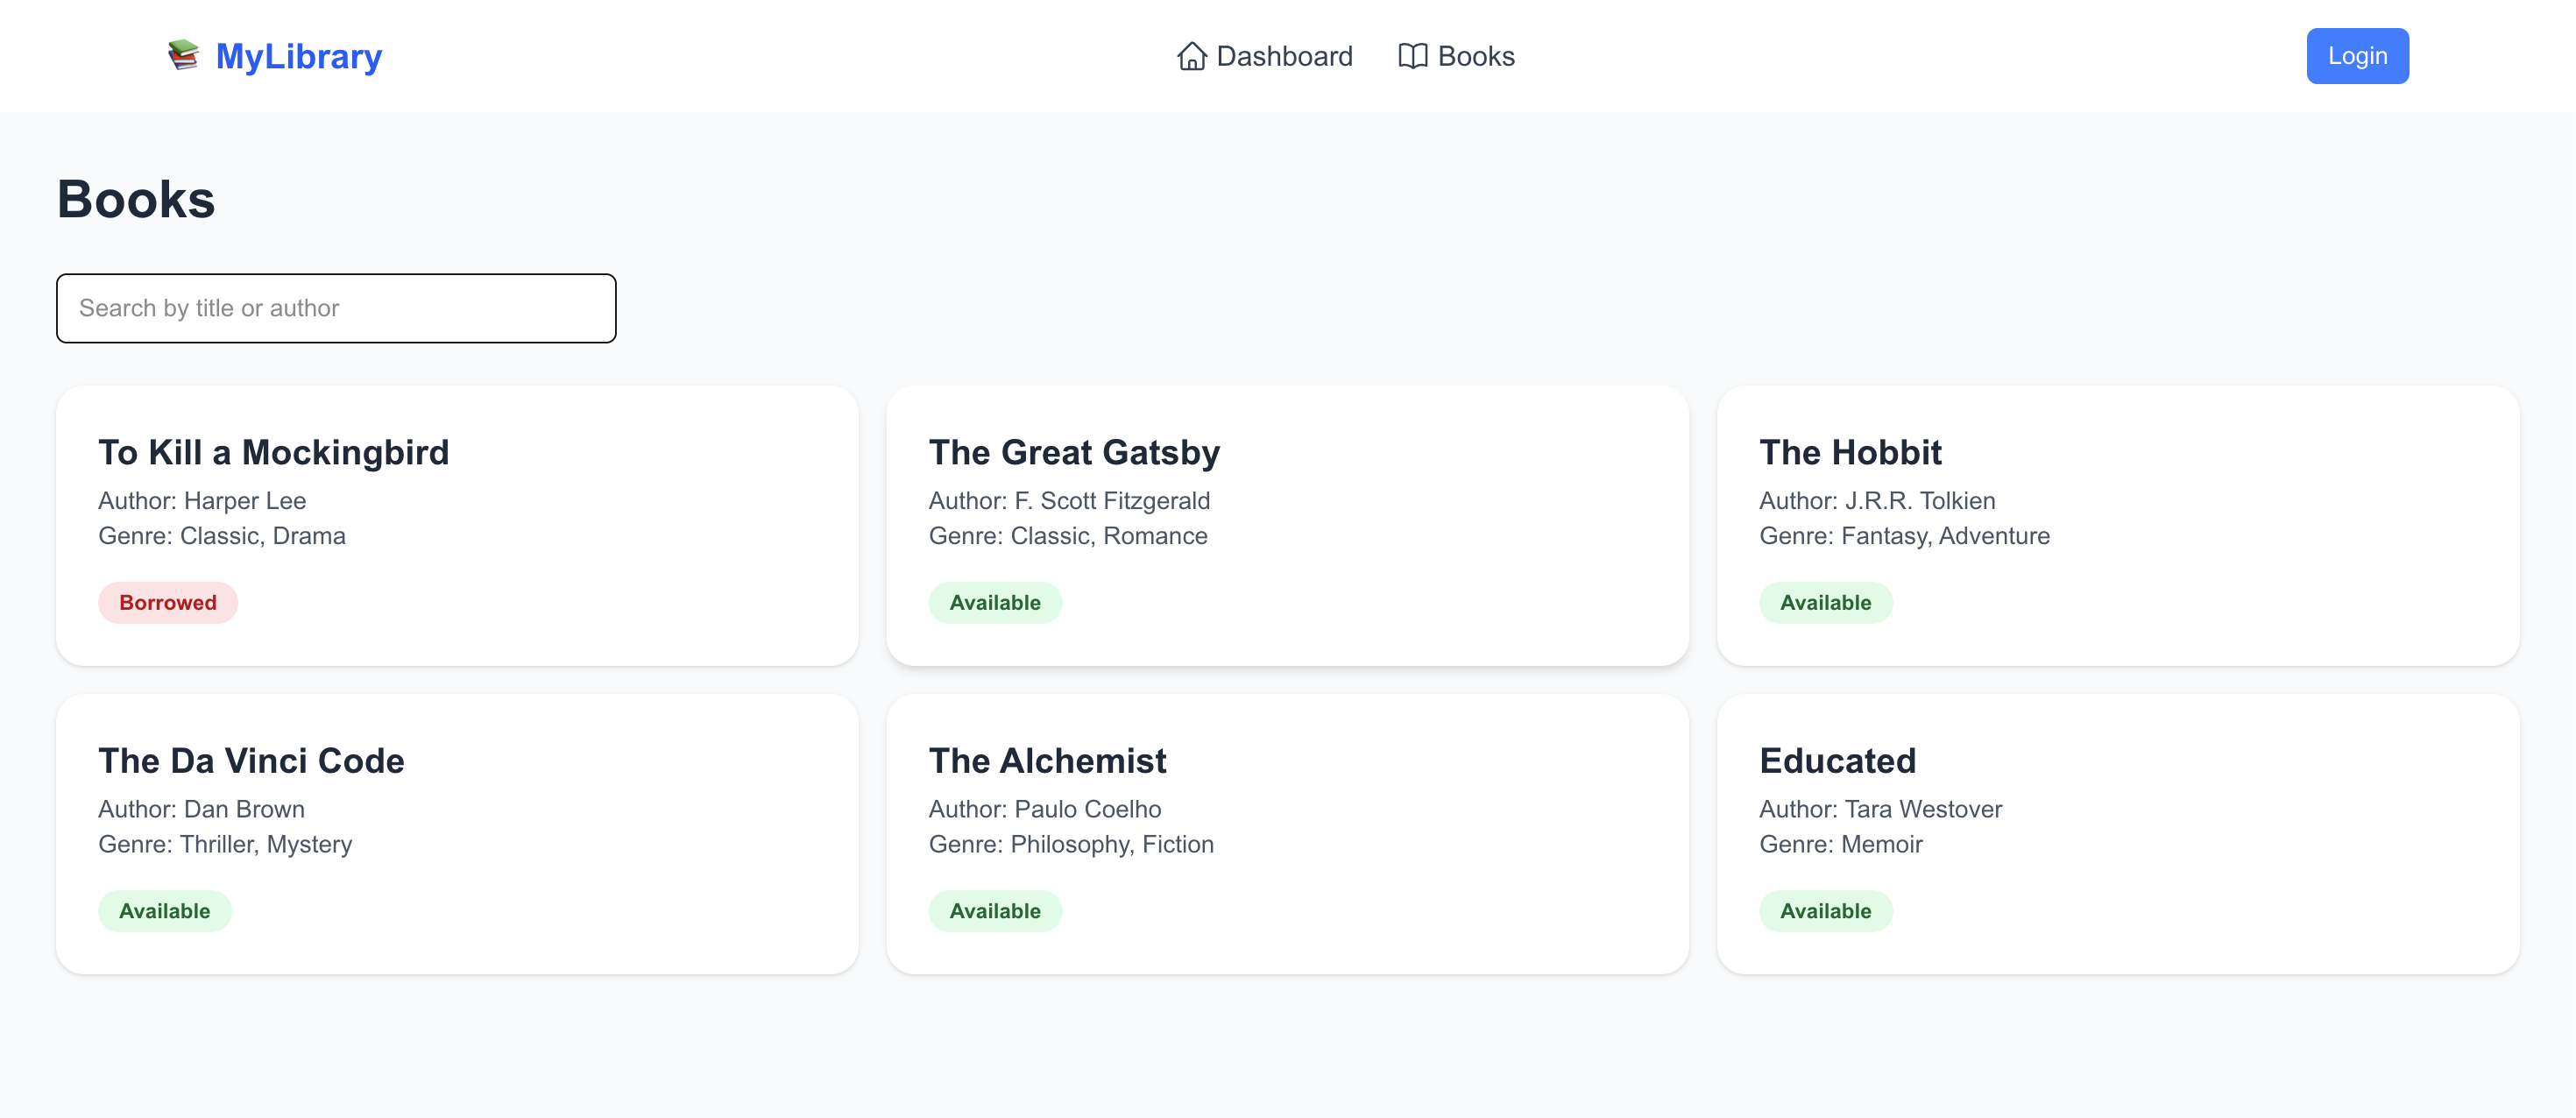 MyLibrary
Dashboard
Books
Login
Books
Search by title or author
To Kill a Mockingbird
Author: Harper Lee
Genre: Classic, Drama
Borrowed
The Great Gatsby
Author: F. Scott Fitzgerald
Genre: Classic, Romance
Available
The Hobbit
Author: J.R.R. Tolkien
Genre: Fantasy, Adventure
Available
The Da Vinci Code
Author: Dan Brown
Genre: Thriller, Mystery
Available
The Alchemist
Author: Paulo Coelho
Genre: Philosophy, Fiction
Available
Educated
Author: Tara Westover
Genre: Memoir
Available